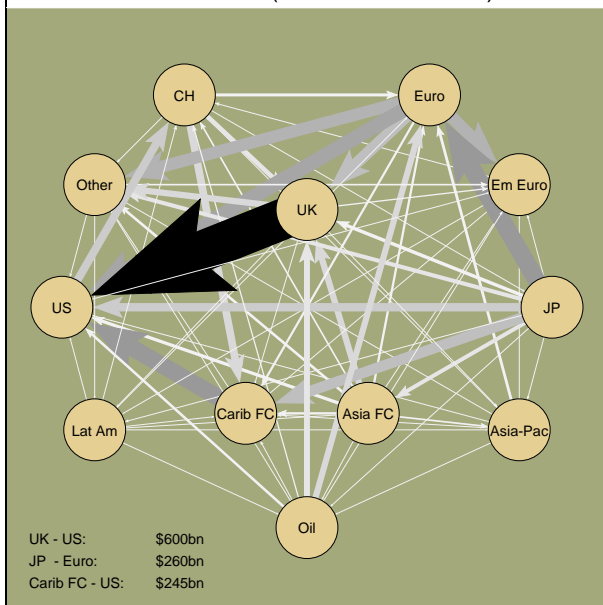 CH
Euro
Other
Em Euro
UK
US
JP
Carib FC
Asia FC
Lat Am
Asia-Pac
Oil
UK - US: $600bn
JP - Euro: $260bn
Carib FC - US: $245bn